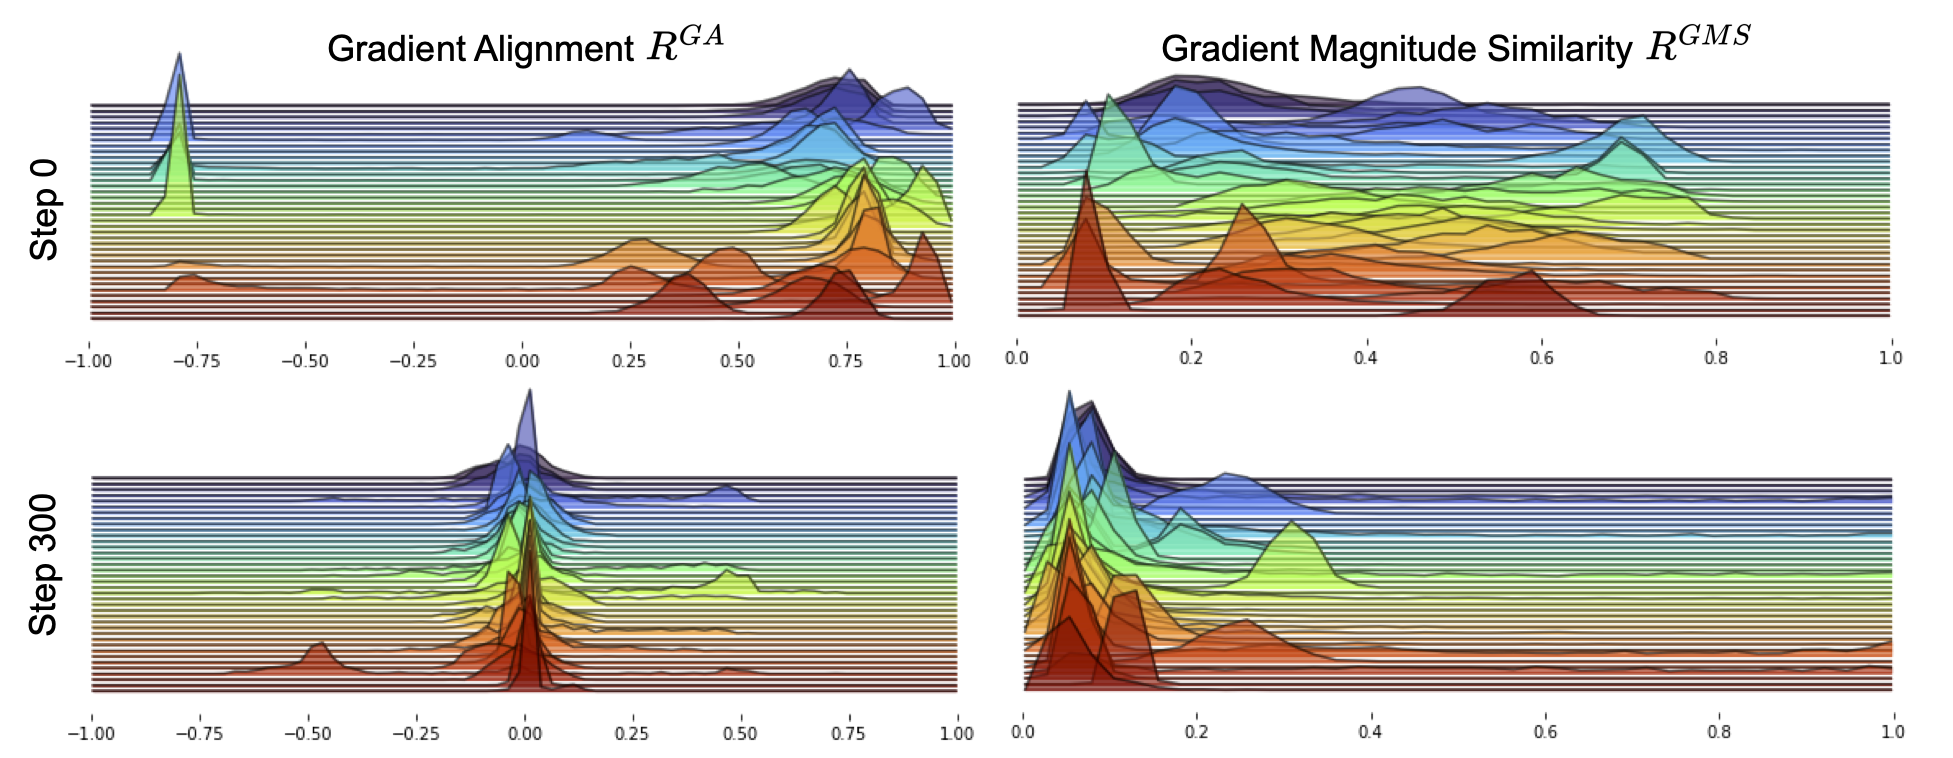 Gradient Alignment R^{GA}
Gradient Magnitude Similarity R^{GMS}
Step 0
−1.00 −0.75 −0.50 −0.25 0.00 0.25 0.50 0.75 1.00
0.0 0.2 0.4 0.6 0.8 1.0
Step 300
−1.00 −0.75 −0.50 −0.25 0.00 0.25 0.50 0.75 1.00
0.0 0.2 0.4 0.6 0.8 1.0